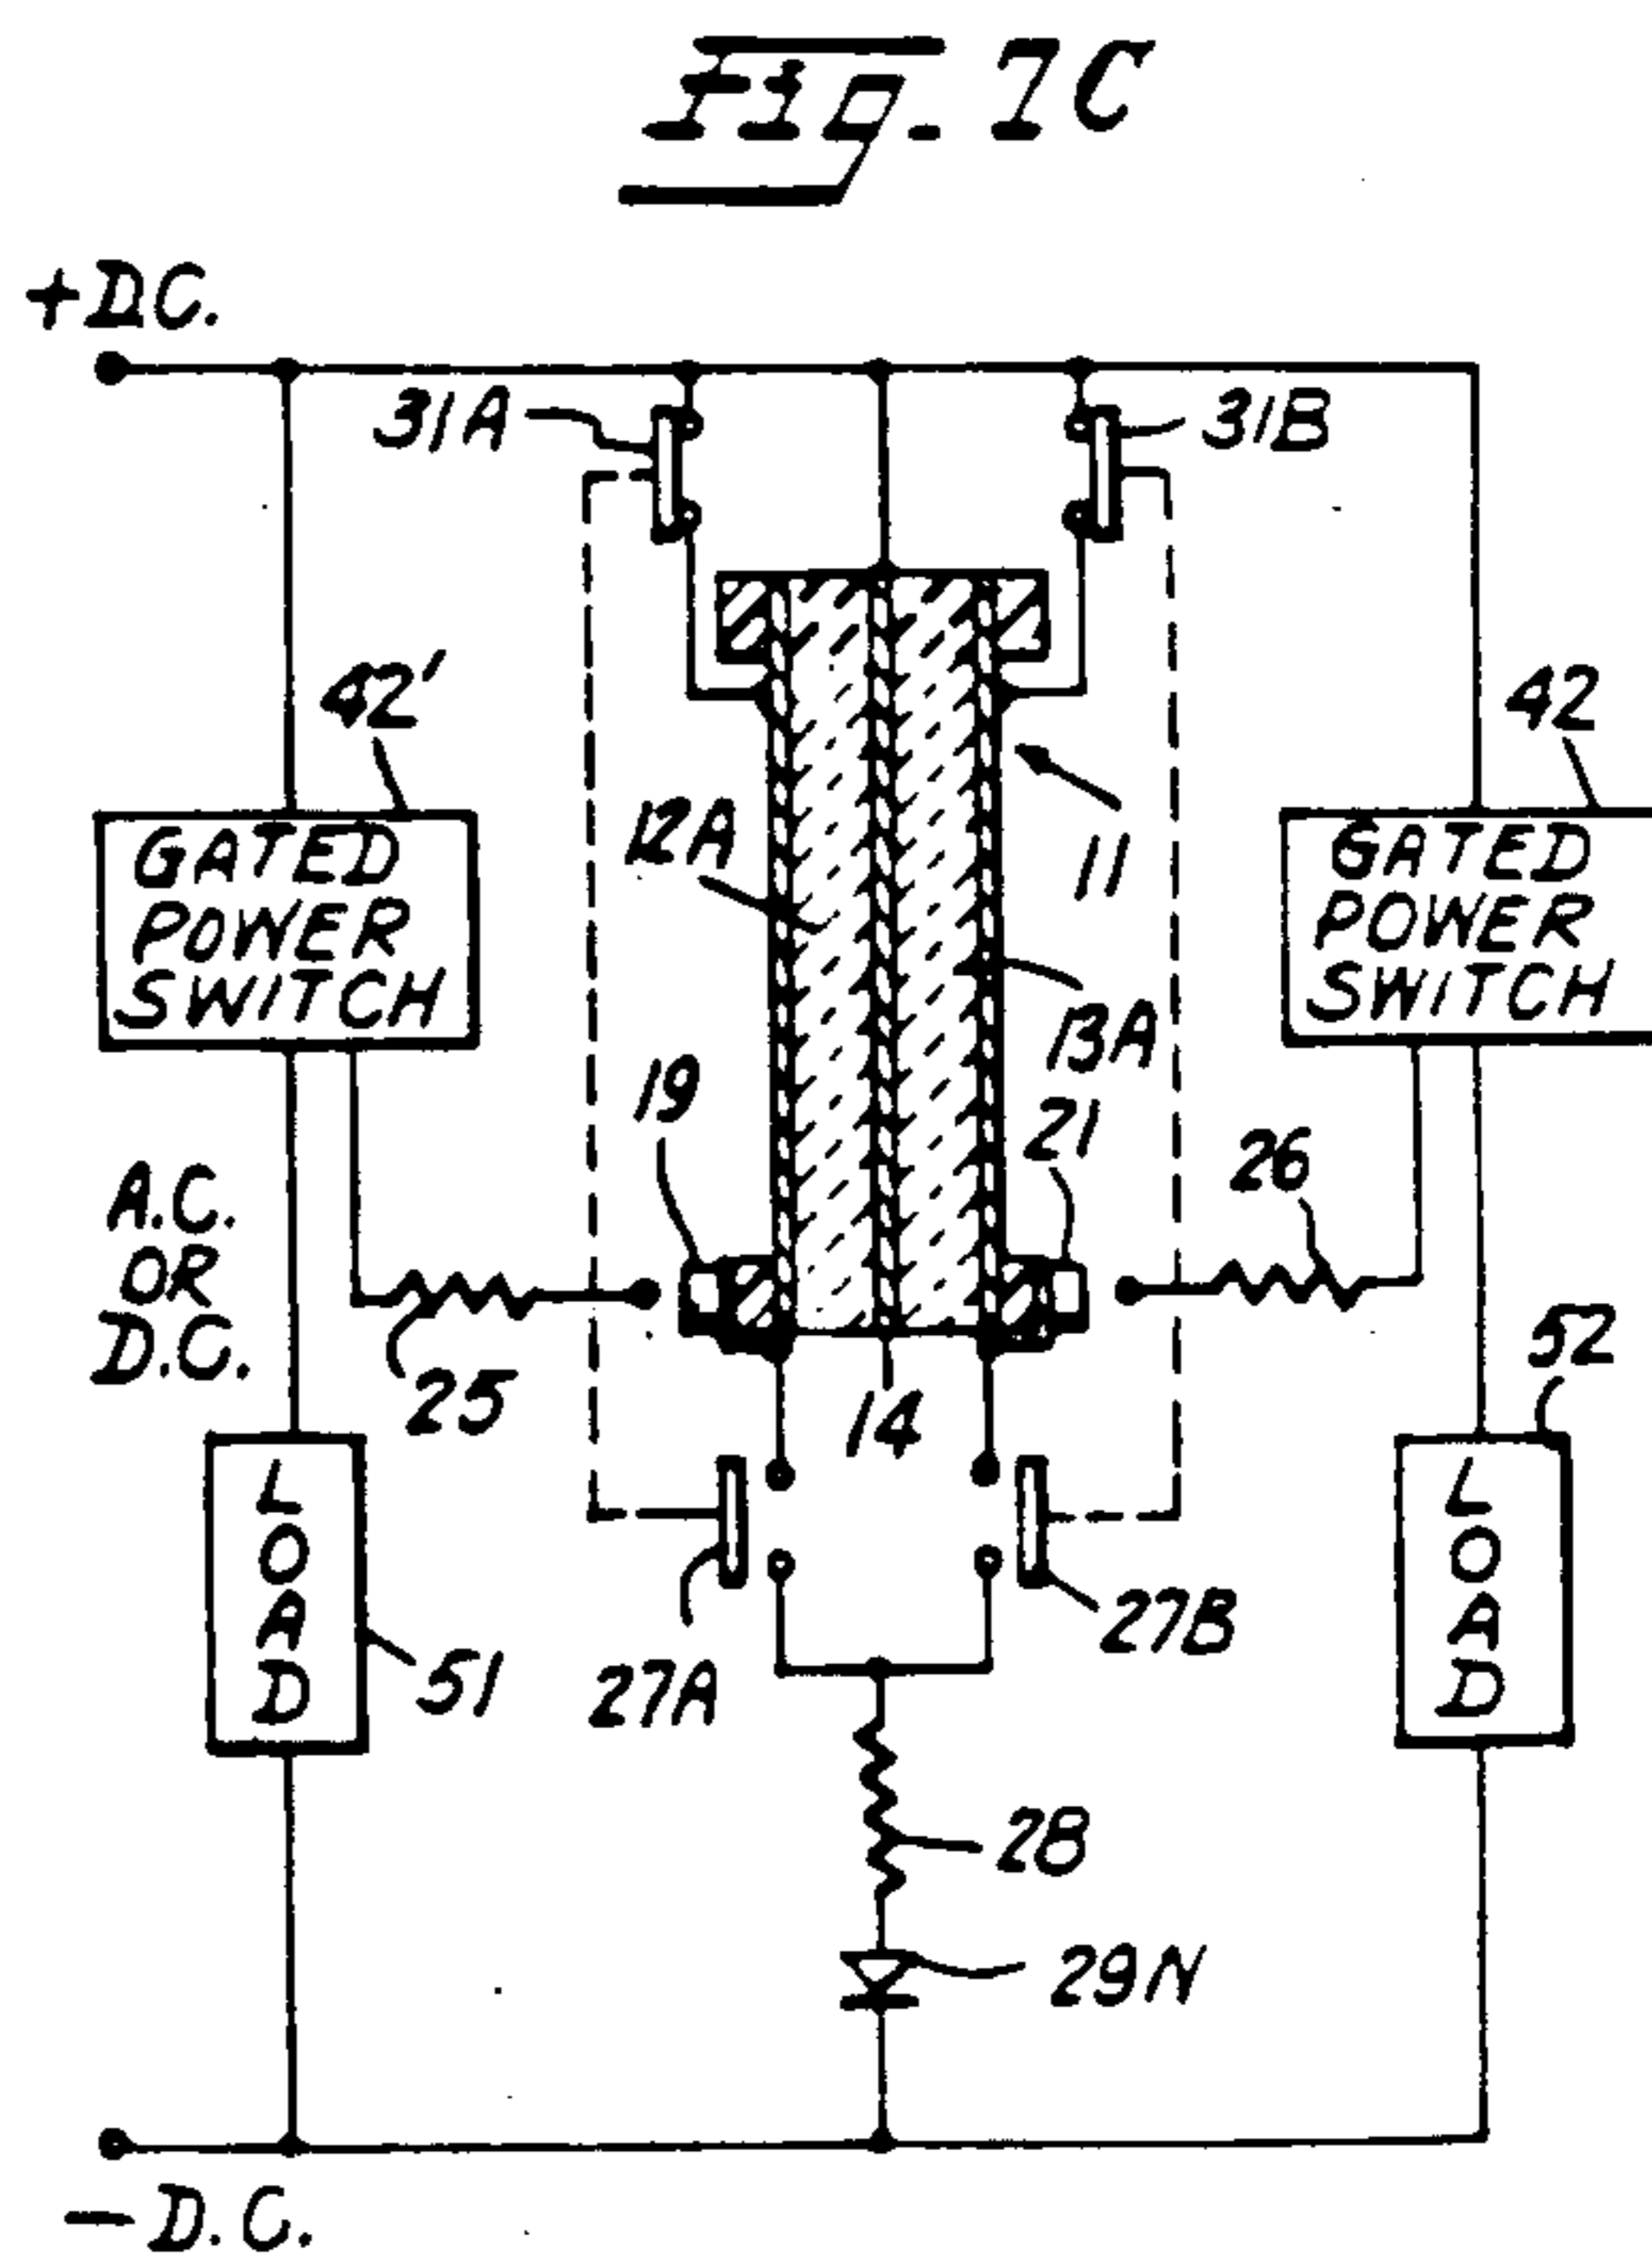 Fig. 7C
+D.C.
31A
31B
42'
42
GATED
POWER
SWITCH
12A
11
GATED
POWER
SWITCH
13A
19
21
26
A.C.
OR
D.C.
25
14
52
LOAD
51
27A
27B
LOAD
28
29N
-D.C.